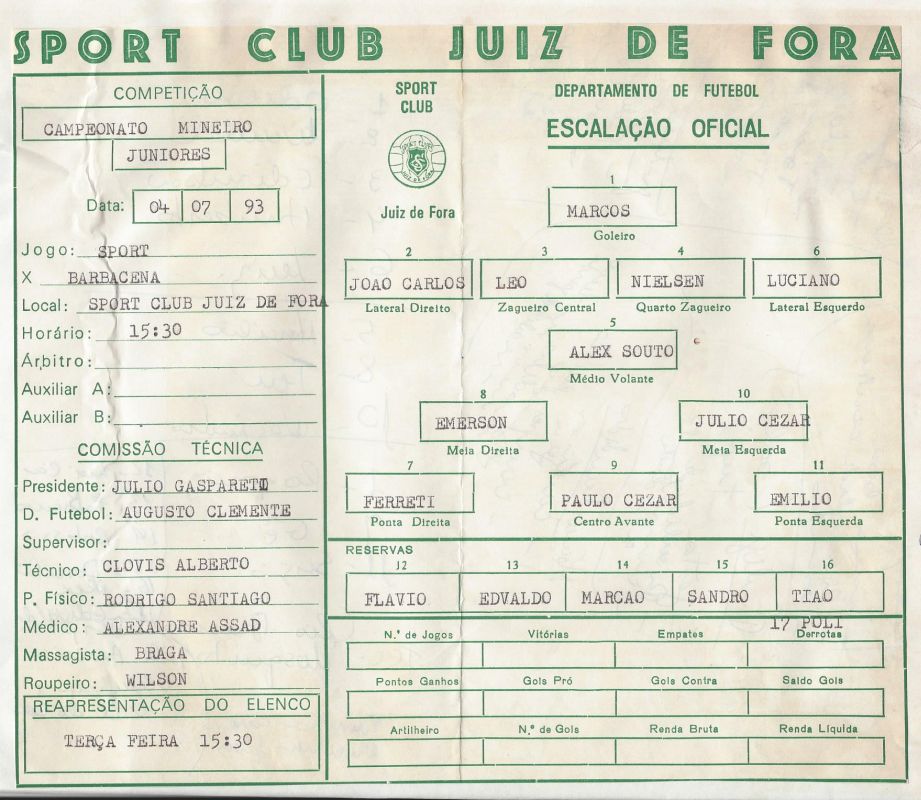 SPORT CLUB JUIZ DE FORA
COMPETIÇÃO
CAMPEONATO MINEIRO
JUNIORES
Data: 04 07 93
Jogo: SPORT
X BARBACENA
Local: SPORT CLUB JUIZ DE FORA
Horário: 15:30
Árbitro:
Auxiliar A:
Auxiliar B:
COMISSÃO TÉCNICA
Presidente: JULIO GASPARETI
D. Futebol: AUGUSTO CLEMENTE
Supervisor:
Técnico: CLOVIS ALBERTO
P. Físico: RODRIGO SANTIAGO
Médico: ALEXANDRE ASSAD
Massagista: BRAGA
Roupeiro: WILSON
REAPRESENTAÇÃO DO ELENCO
TERÇA FEIRA 15:30
SPORT
CLUB
Juiz de Fora
DEPARTAMENTO DE FUTEBOL
ESCALAÇÃO OFICIAL
1
MARCOS
Goleiro
2 3 4 6
JOAO CARLOS LEO NIELSEN LUCIANO
Lateral Direito Zagueiro Central Quarto Zagueiro Lateral Esquerdo
5
ALEX SOUTO
Médio Volante
8 10
EMERSON JULIO CEZAR
Meia Direita Meia Esquerda
7 9 11
FERRETI PAULO CEZAR EMILIO
Ponta Direita Centro Avante Ponta Esquerda
RESERVAS
12 13 14 15 16
FLAVIO EDVALDO MARCAO SANDRO TIAO
17 POLI
N.º de Jogos Vitórias Empates Derrotas
Pontos Ganhos Gols Pró Gols Contra Saldo Gols
Artilheiro N.º de Gols Renda Bruta Renda Líquida